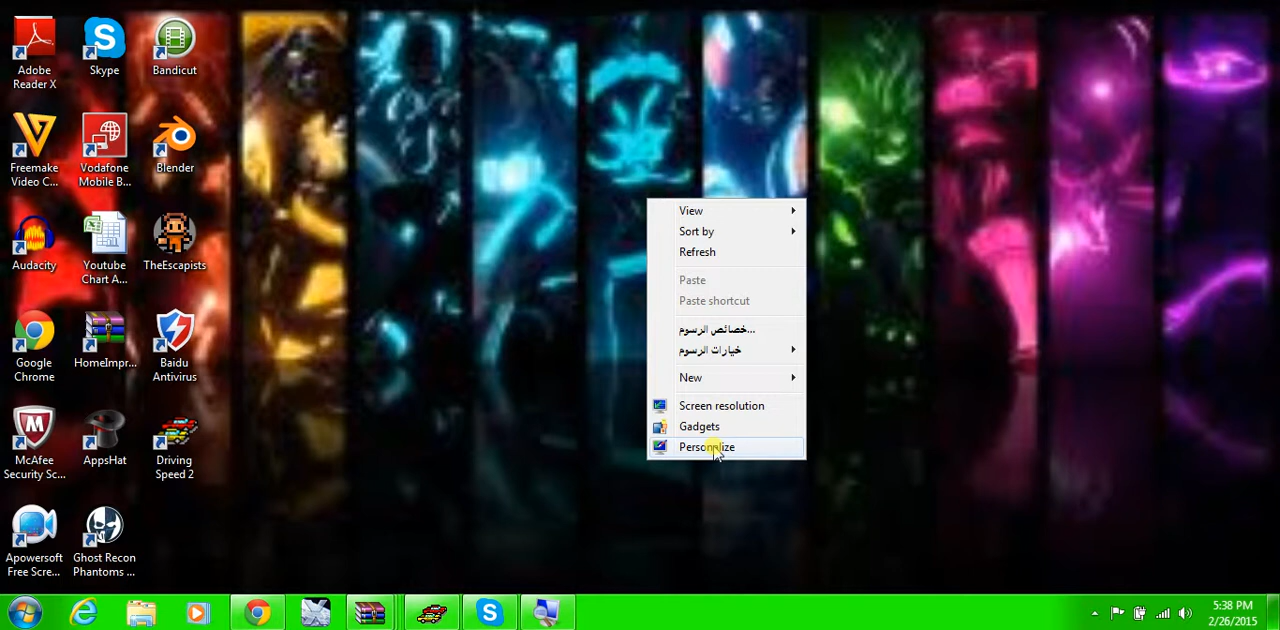 Adobe
Reader X
Skype
Bandicut
Freemake
Video C...
Vodafone
Mobile B...
Blender
Audacity
Youtube
Chart A...
TheEscapists
Google
Chrome
HomeImpr...
Baidu
Antivirus
McAfee
Security Sc...
AppsHat
Driving
Speed 2
Apowersoft
Free Scre...
Ghost Recon
Phantoms ...
View
Sort by
Refresh
Paste
Paste shortcut
خصائص الرسوم...
خيارات الرسوم
New
Screen resolution
Gadgets
Personalize
5:38 PM
2/26/2015